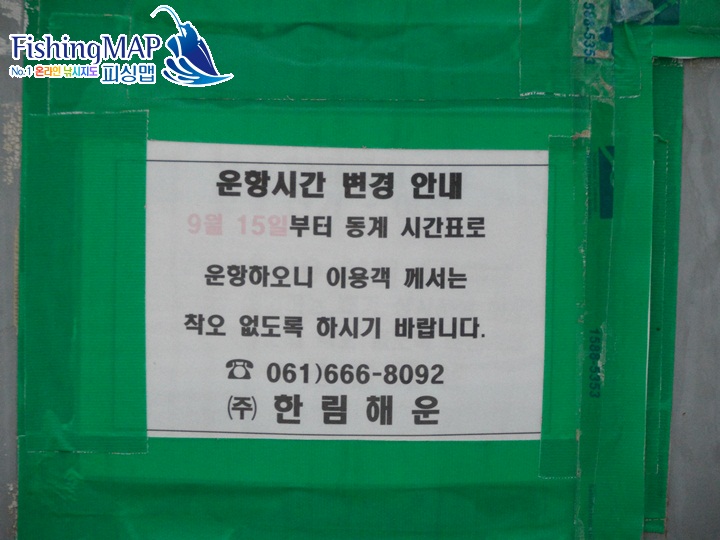 FishingMAP
No.1 온라인 낚시지도 피싱맵
운항시간 변경 안내
9월 15일부터 동계 시간표로
운항하오니 이용객 께서는
착오 없도록 하시기 바랍니다.
☎ 061)666-8092
㈜ 한림해운
1588-5353